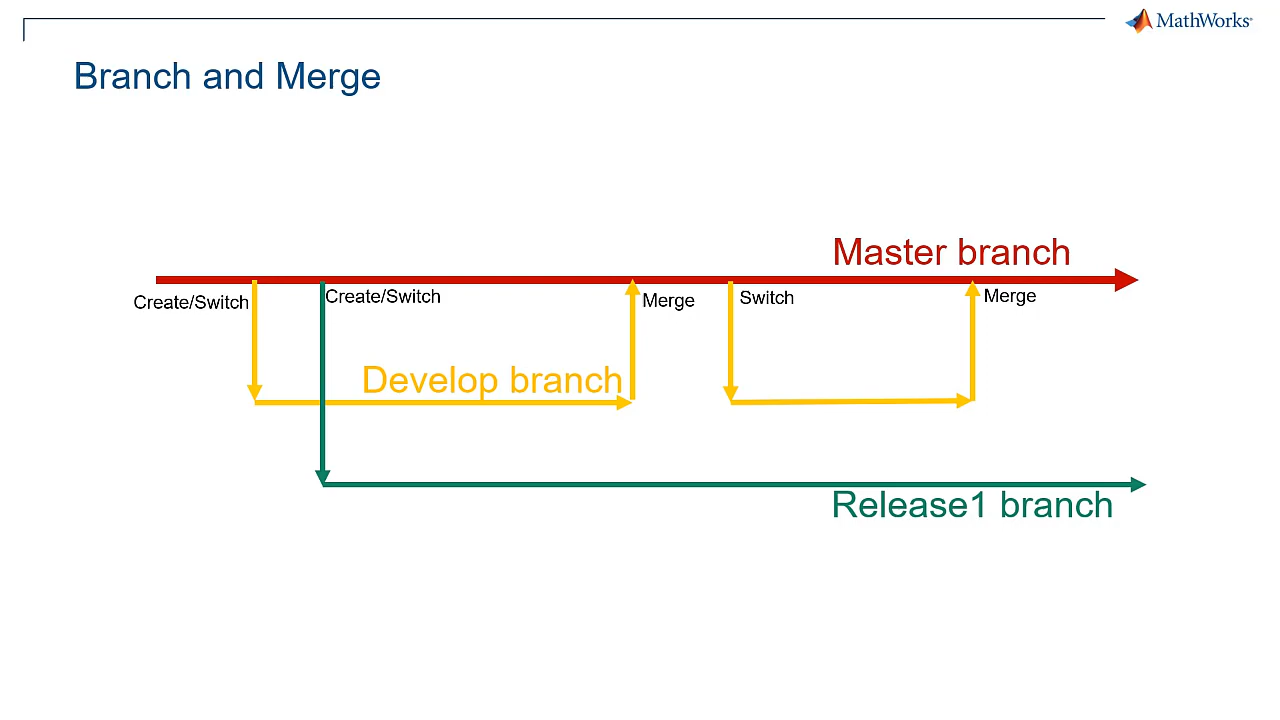 MathWorks
Branch and Merge
Master branch
Create/Switch
Create/Switch
Merge
Switch
Merge
Develop branch
Release1 branch